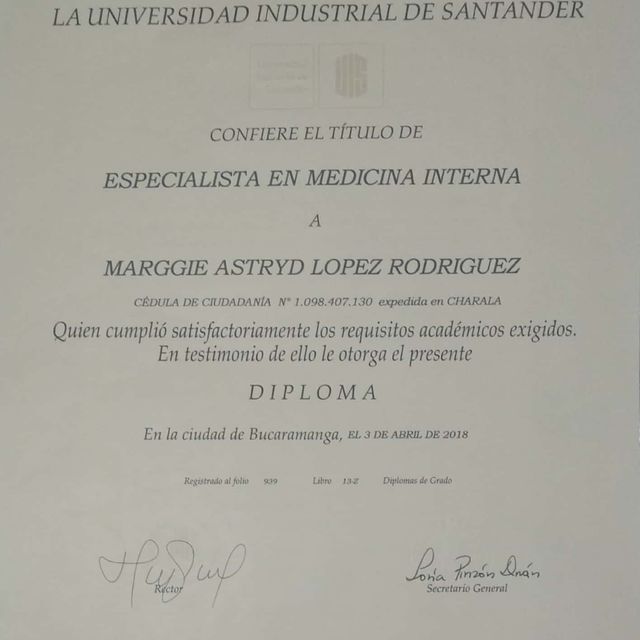 LA UNIVERSIDAD INDUSTRIAL DE SANTANDER
UIS
CONFIERE EL TÍTULO DE
ESPECIALISTA EN MEDICINA INTERNA
A
MARGGIE ASTRYD LOPEZ RODRIGUEZ
CÉDULA DE CIUDADANÍA N° 1.098.407.130 expedida en CHARALA
Quien cumplió satisfactoriamente los requisitos académicos exigidos.
En testimonio de ello le otorga el presente
DIPLOMA
En la ciudad de Bucaramanga, EL 3 DE ABRIL DE 2018
Registrado al folio 939 Libro 13-Z Diplomas de Grado
Rector
Sofía Pinzón Durán
Secretario General